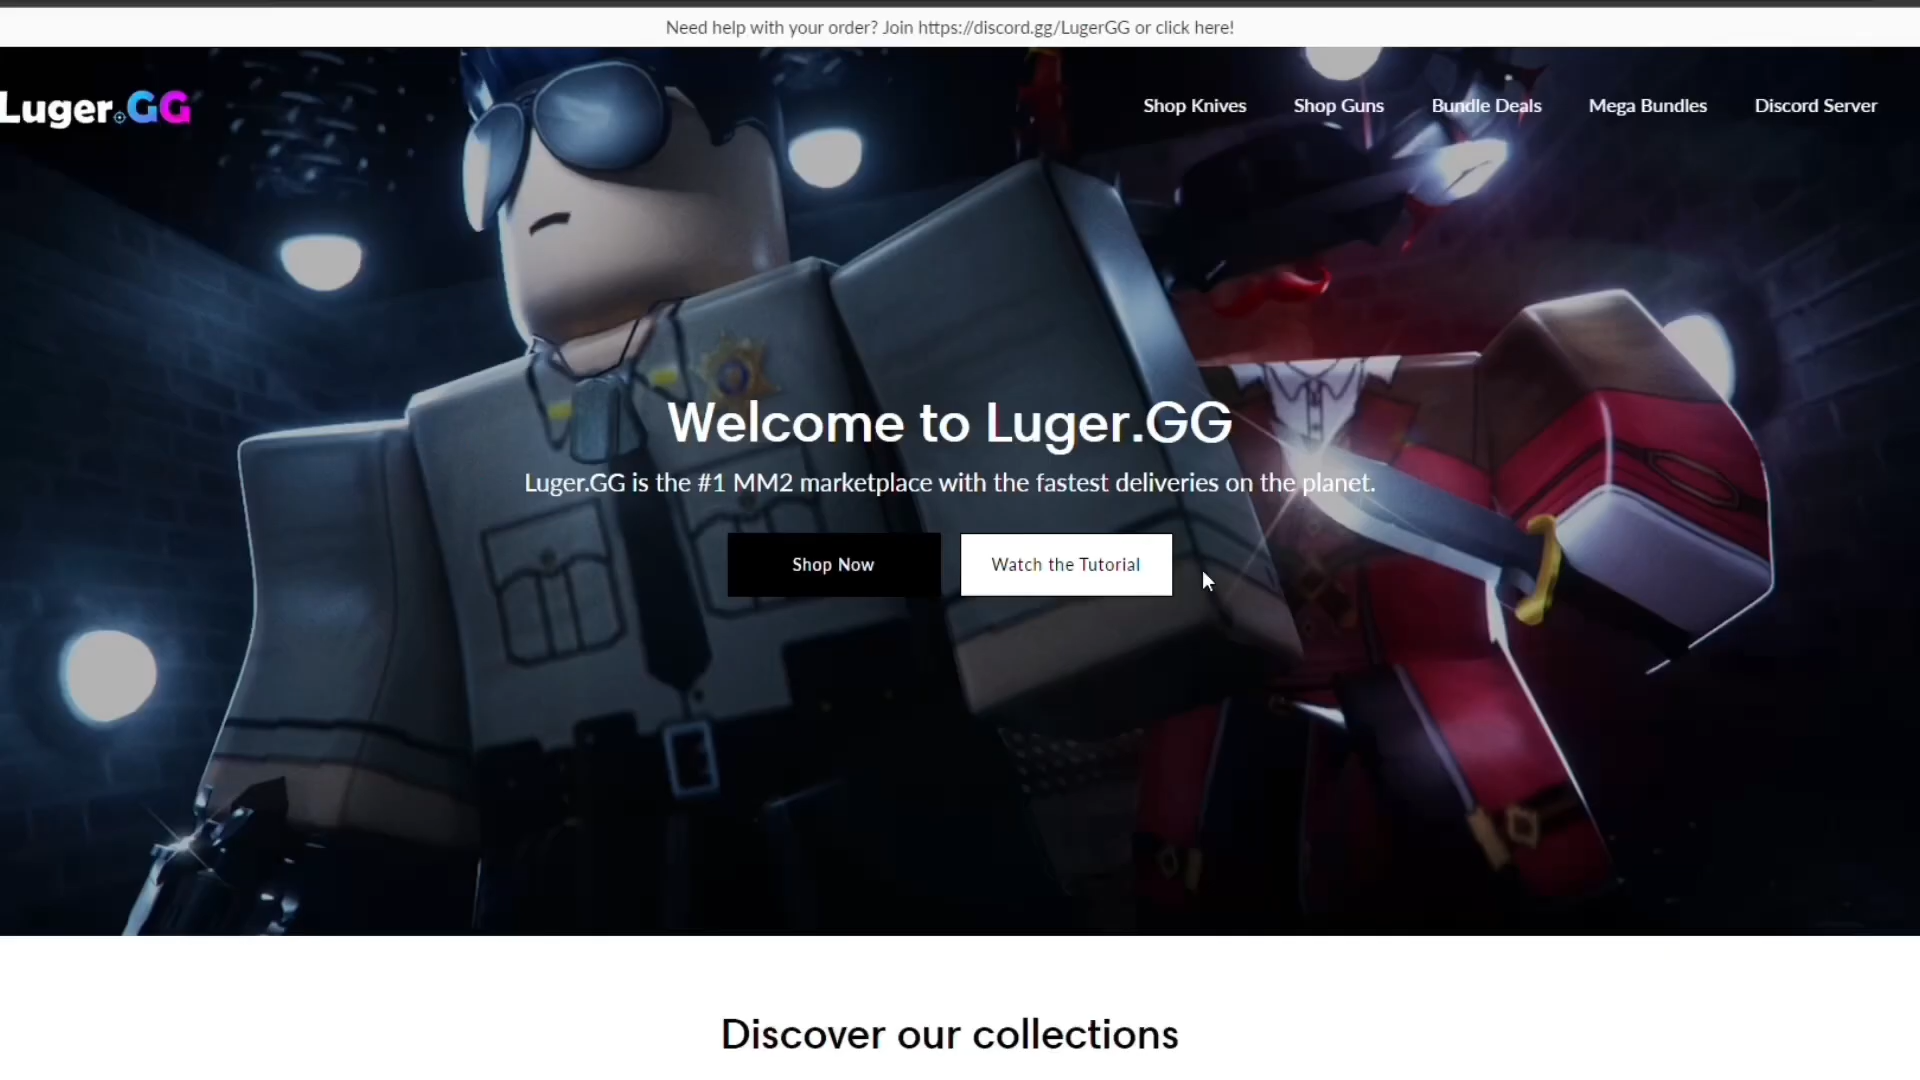 Need help with your order? Join https://discord.gg/LugerGG or click here!
Luger.GG
Shop Knives
Shop Guns
Bundle Deals
Mega Bundles
Discord Server
Welcome to Luger.GG
Luger.GG is the #1 MM2 marketplace with the fastest deliveries on the planet.
Shop Now
Watch the Tutorial
Discover our collections